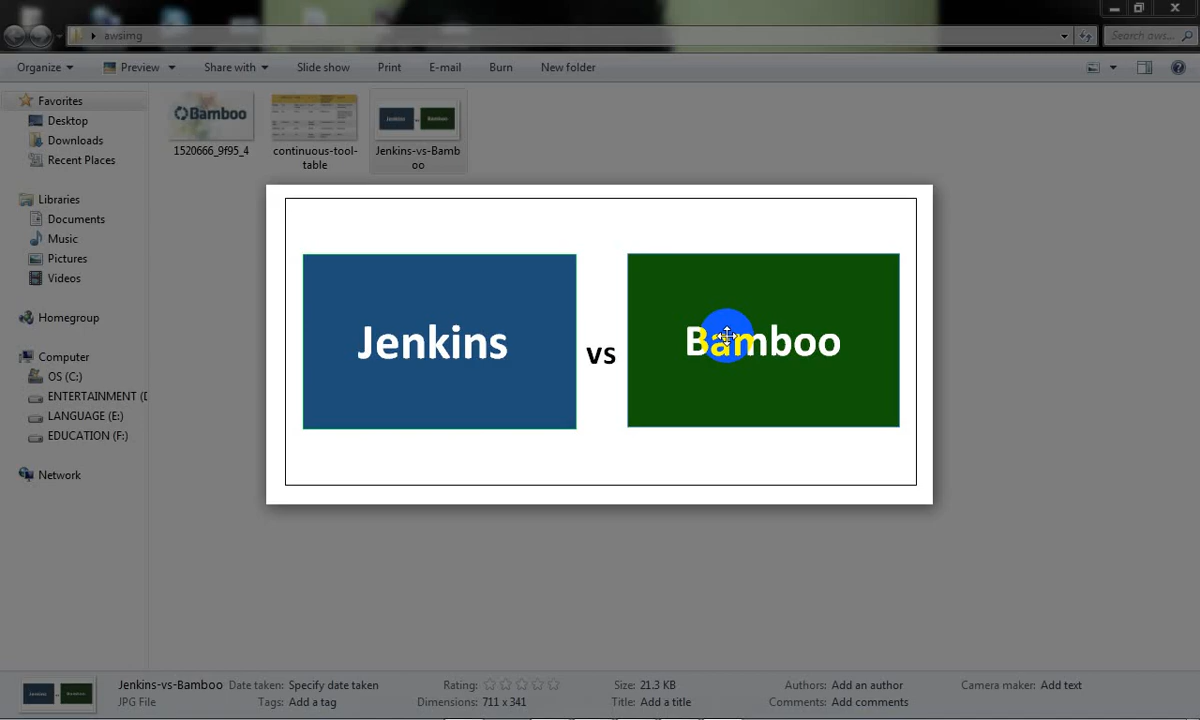 awsimg
Search aws...
Organize Preview Share with Slide show Print E-mail Burn New folder
Favorites
Desktop
Downloads
Recent Places
Libraries
Documents
Music
Pictures
Videos
Homegroup
Computer
OS (C:)
ENTERTAINMENT (D
LANGUAGE (E:)
EDUCATION (F:)
Network
Bamboo
1520666_9f95_4
continuous-tool-
table
Jenkins Bamboo
Jenkins-vs-Bamb
oo
Jenkins vs Bamboo
Jenkins-vs-Bamboo Date taken: Specify date taken Rating: Size: 21.3 KB Authors: Add an author Camera maker: Add text
JPG File Tags: Add a tag Dimensions: 711 x 341 Title: Add a title Comments: Add comments